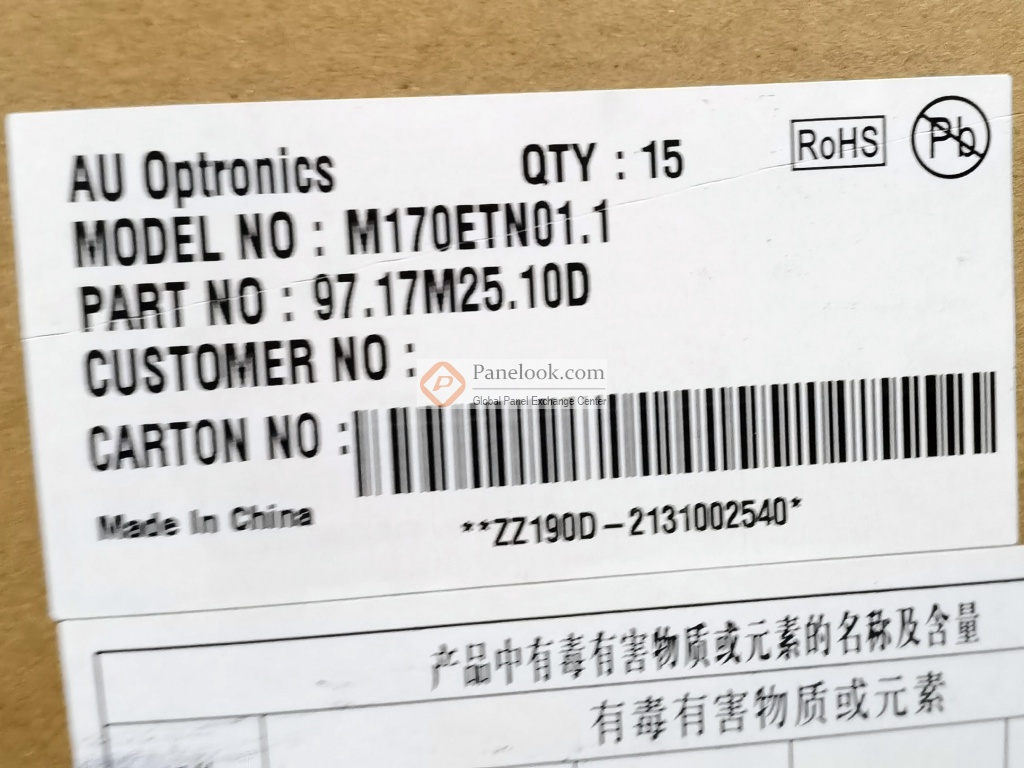 AU Optronics QTY : 15 RoHS Pb
MODEL NO : M170ETN01.1
PART NO : 97.17M25.10D
CUSTOMER NO :
Panelook.com
Global Panel Exchange Center
CARTON NO :
Made In China **ZZ190D-2131002540*
产品中有毒有害物质或元素的名称及含量
有毒有害物质或元素